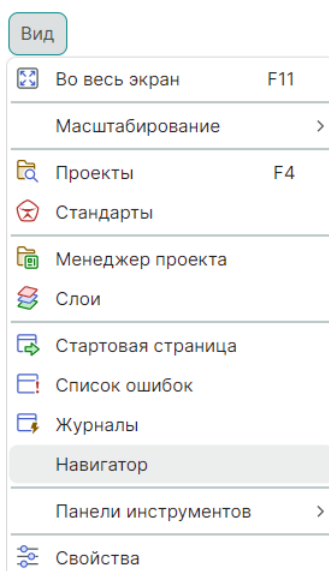 Вид
Во весь экран F11
Масштабирование
Проекты F4
Стандарты
Менеджер проекта
Слои
Стартовая страница
Список ошибок
Журналы
Навигатор
Панели инструментов
Свойства